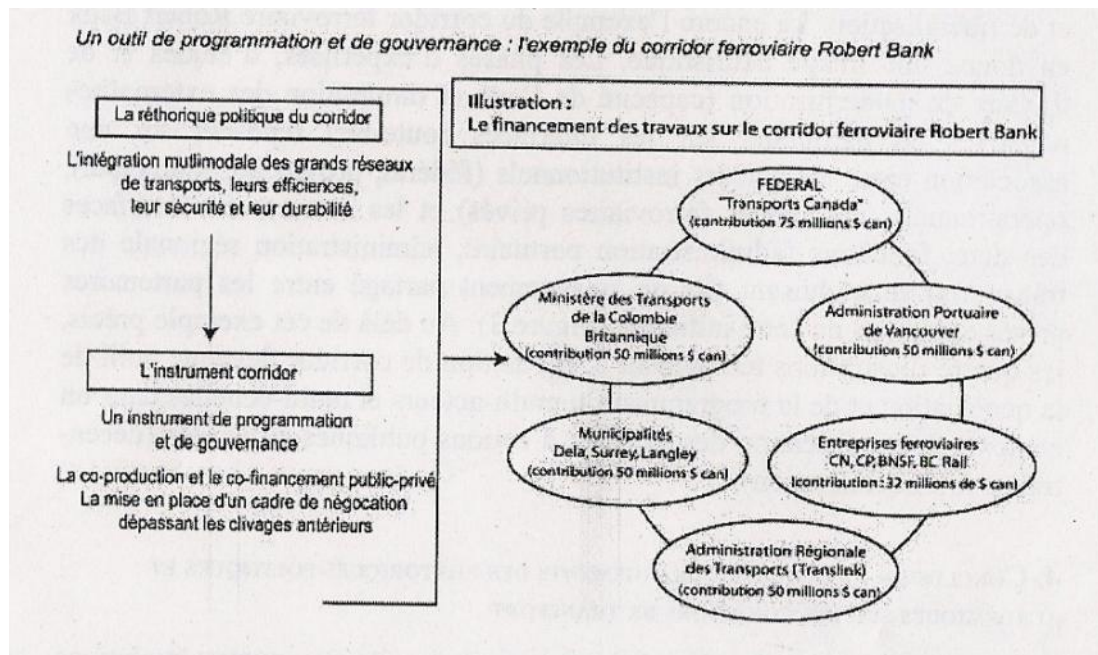 Un outil de programmation et de gouvernance : l'exemple du corridor ferroviaire Robert Bank
La réthorique politique du corridor
L'intégration mutlimodale des grands réseaux
de transports, leurs efficiences,
leur sécurité et leur durabilité
L'instrument corridor
Un instrument de programmation
et de gouvernance
La co-production et le co-financement public-privé
La mise en place d'un cadre de négocation
dépassant les clivages antérieurs
Illustration :
Le financement des travaux sur le corridor ferroviaire Robert Bank
FEDERAL
"Transports Canada"
(contribution 75 millions $ can)
Ministère des Transports
de la Colombie
Britannique
(contribution 50 millions $ can)
Administration Portuaire
de Vancouver
(contribution 50 millions $ can)
Municipalités
Dela, Surrey, Langley
(contribution 50 millions $ can)
Entreprises ferroviaires
CN, CP, BNSF, BC Rail
(contribution : 32 millions de $ can)
Administration Régionale
des Transports (Translink)
(contribution 50 millions $ can)